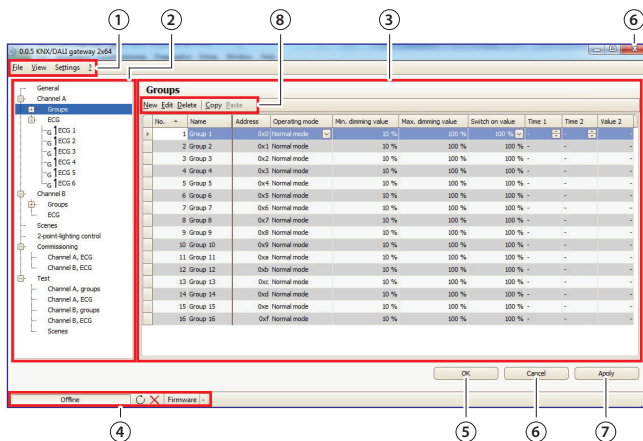 1 2 8 3 6
0.0.5 KNX/DALI gateway 2x64
File View Settings ?
General
Channel A
Groups
ECG
G ECG 1
G ECG 2
G ECG 3
G ECG 4
G ECG 5
G ECG 6
Channel B
Groups
ECG
Scenes
2-point-lighting control
Commissioning
Channel A, ECG
Channel B, ECG
Test
Channel A, groups
Channel A, ECG
Channel B, groups
Channel B, ECG
Scenes
Groups
New Edit Delete Copy Paste
No. Name Address Operating mode Min. dimming value Max. dimming value Switch on value Time 1 Time 2 Value 2
1 Group 1 0x0 Normal mode 10 % 100 % 100 % - - -
2 Group 2 0x1 Normal mode 10 % 100 % 100 % - - -
3 Group 3 0x2 Normal mode 10 % 100 % 100 % - - -
4 Group 4 0x3 Normal mode 10 % 100 % 100 % - - -
5 Group 5 0x4 Normal mode 10 % 100 % 100 % - - -
6 Group 6 0x5 Normal mode 10 % 100 % 100 % - - -
7 Group 7 0x6 Normal mode 10 % 100 % 100 % - - -
8 Group 8 0x7 Normal mode 10 % 100 % 100 % - - -
9 Group 9 0x8 Normal mode 10 % 100 % 100 % - - -
10 Group 10 0x9 Normal mode 10 % 100 % 100 % - - -
11 Group 11 0xa Normal mode 10 % 100 % 100 % - - -
12 Group 12 0xb Normal mode 10 % 100 % 100 % - - -
13 Group 13 0xc Normal mode 10 % 100 % 100 % - - -
14 Group 14 0xd Normal mode 10 % 100 % 100 % - - -
15 Group 15 0xe Normal mode 10 % 100 % 100 % - - -
16 Group 16 0xf Normal mode 10 % 100 % 100 % - - -
OK Cancel Apply
Offline Firmware -
4 5 6 7